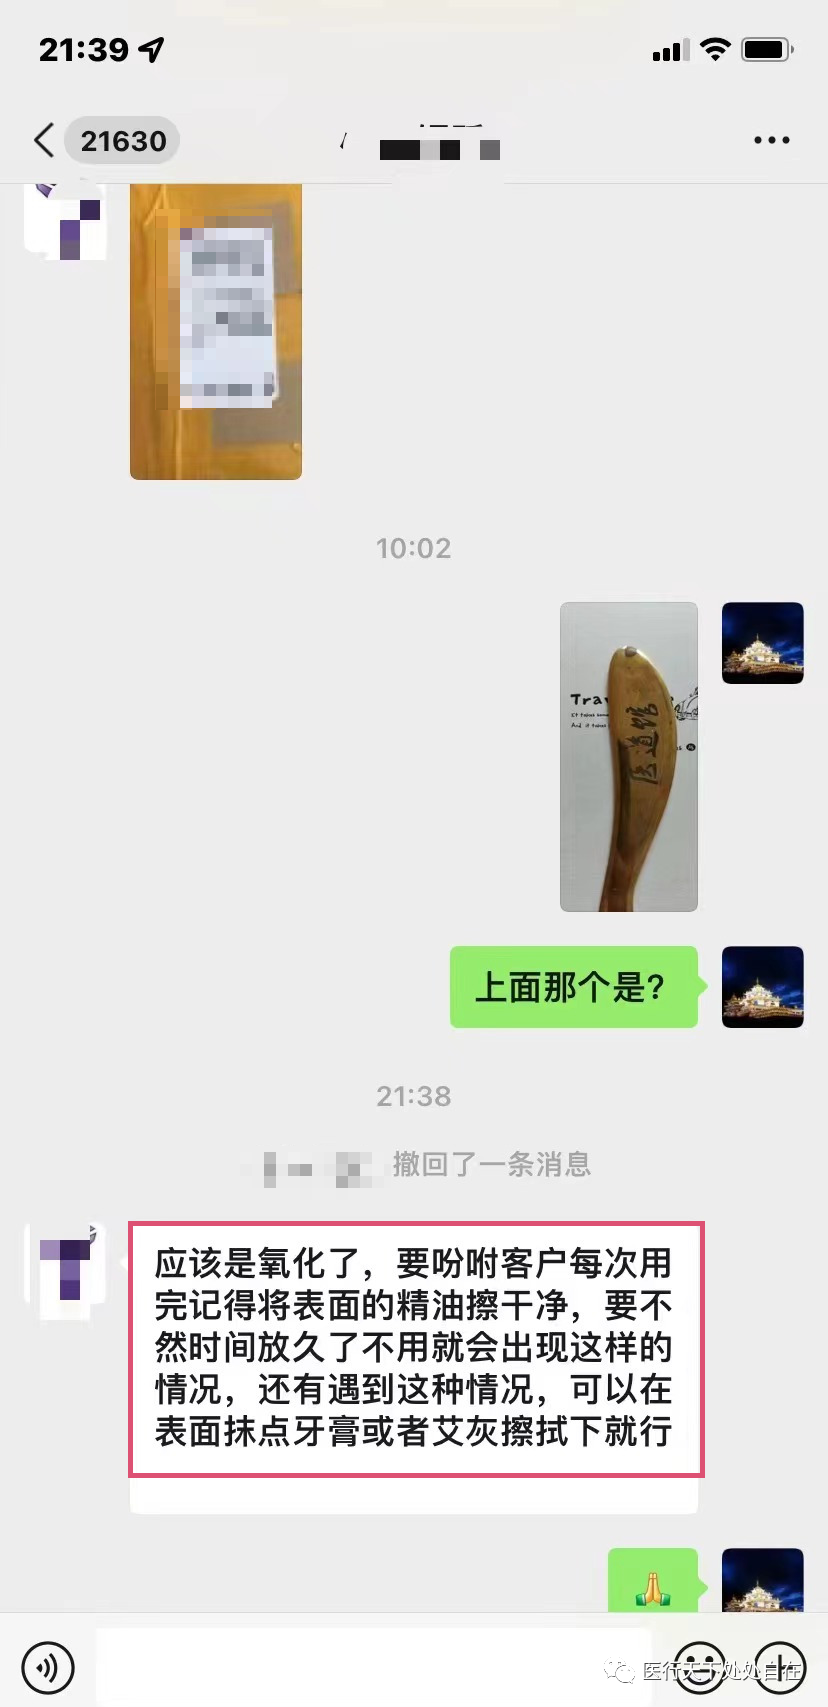 21:39
21630
10:02
Tra
医道馆
上面那个是?
21:38
撤回了一条消息
应该是氧化了，要吩咐客户每次用
完记得将表面的精油擦干净，要不
然时间放久了不用就会出现这样的
情况，还有遇到这种情况，可以在
表面抹点牙膏或者艾灰擦拭下就行
医行天下处处自在